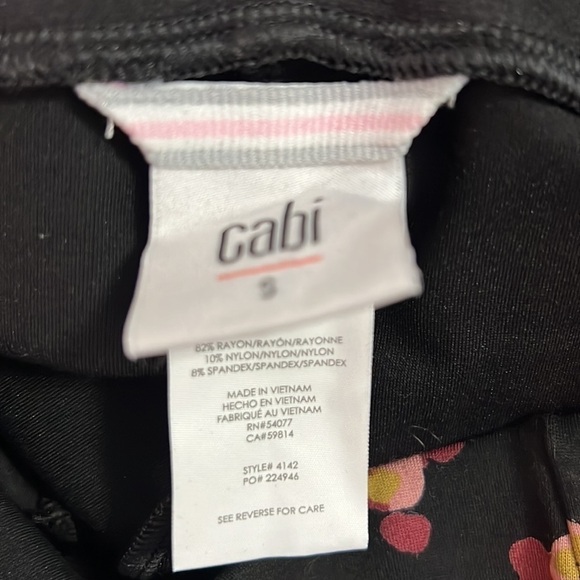 cabi
S
82% RAYON/RAYÓN/RAYONNE
10% NYLON/NYLON/NYLON
8% SPANDEX/SPANDEX/SPANDEX
MADE IN VIETNAM
HECHO EN VIETNAM
FABRIQUÉ AU VIETNAM
RN#54077
CA#59814
STYLE# 4142
PO# 224946
SEE REVERSE FOR CARE